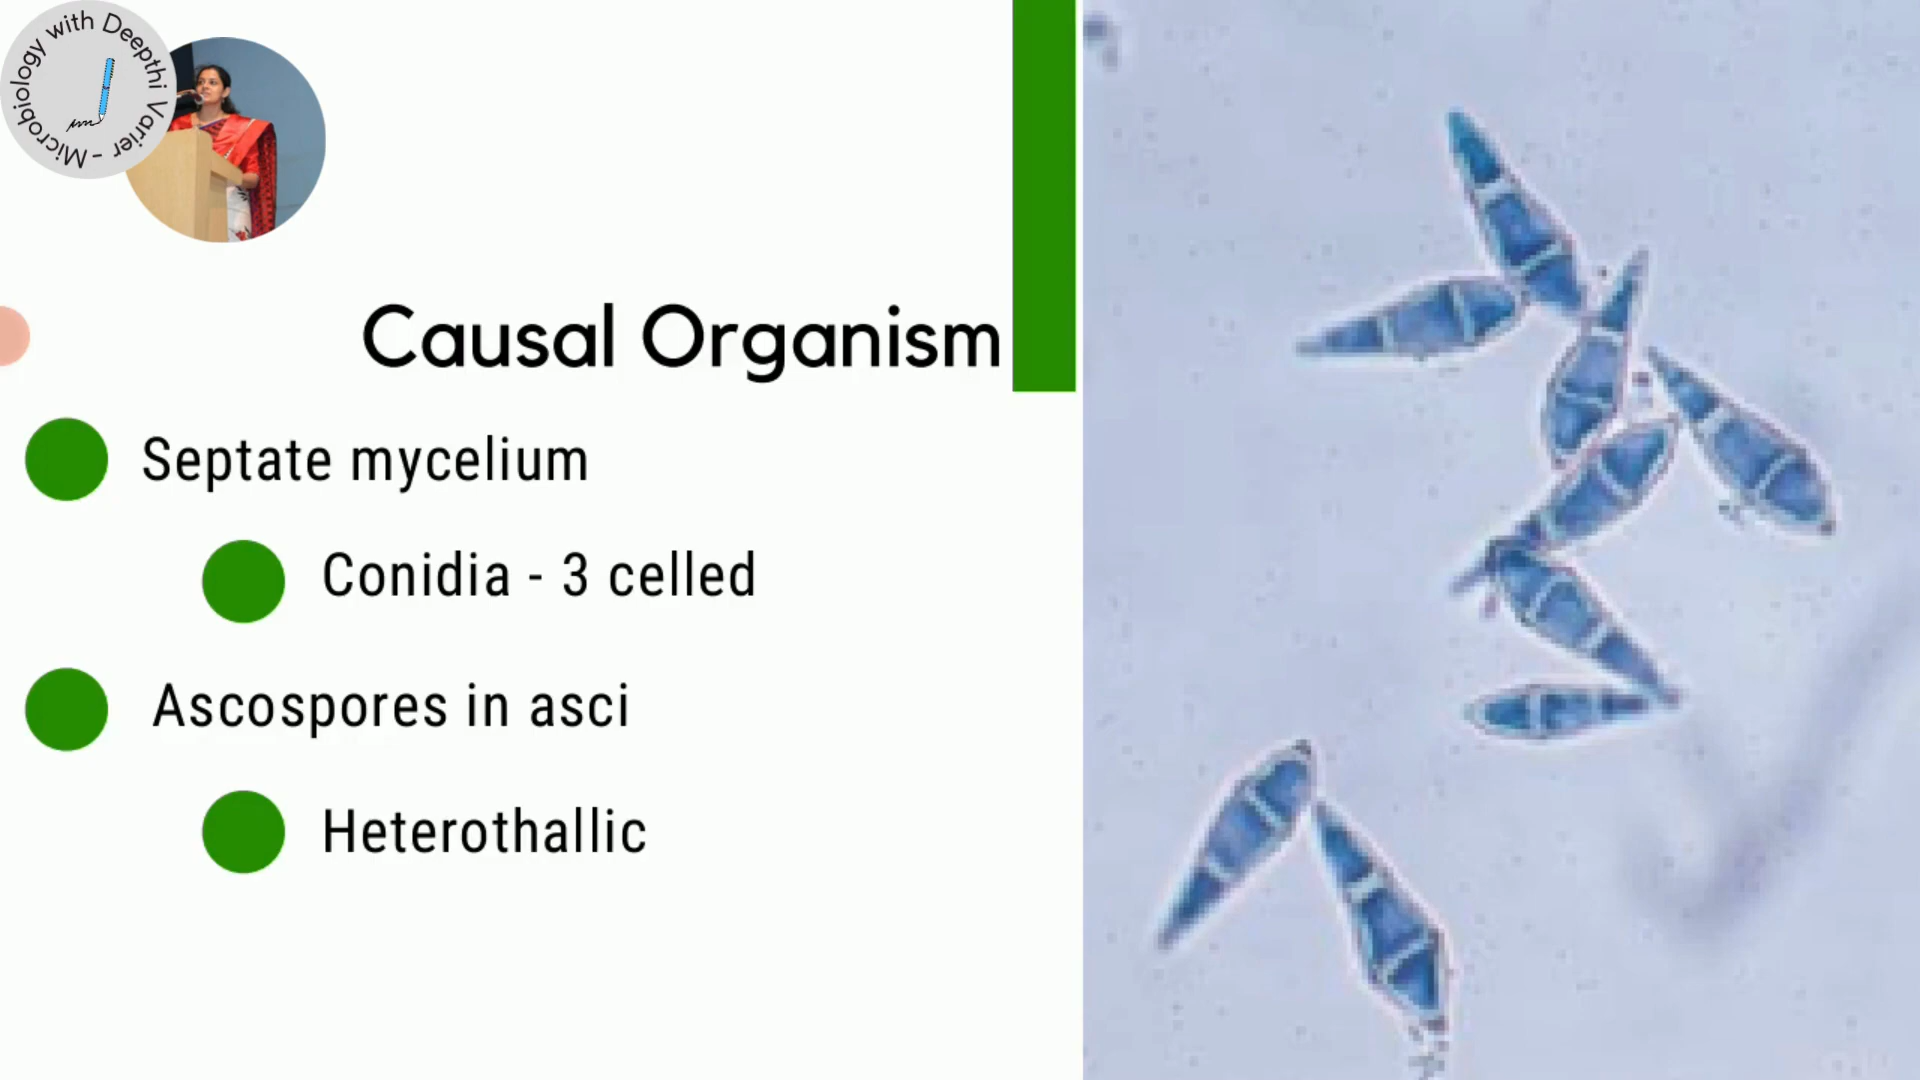 Microbiology with Deepthi Varier -
Causal Organism
Septate mycelium
Conidia - 3 celled
Ascospores in asci
Heterothallic